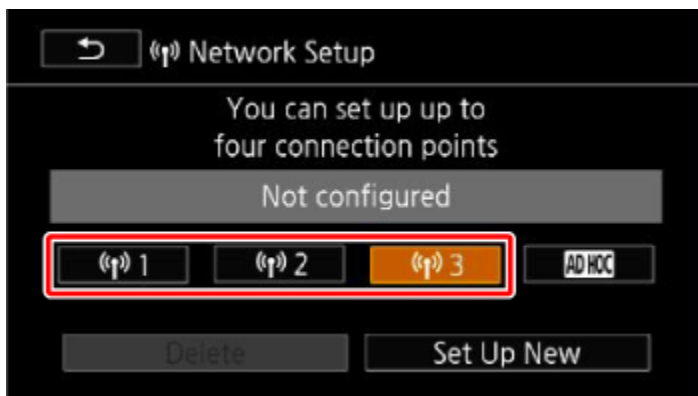 Network Setup
You can set up up to
four connection points
Not configured
1 2 3 AD HOC
Delete Set Up New